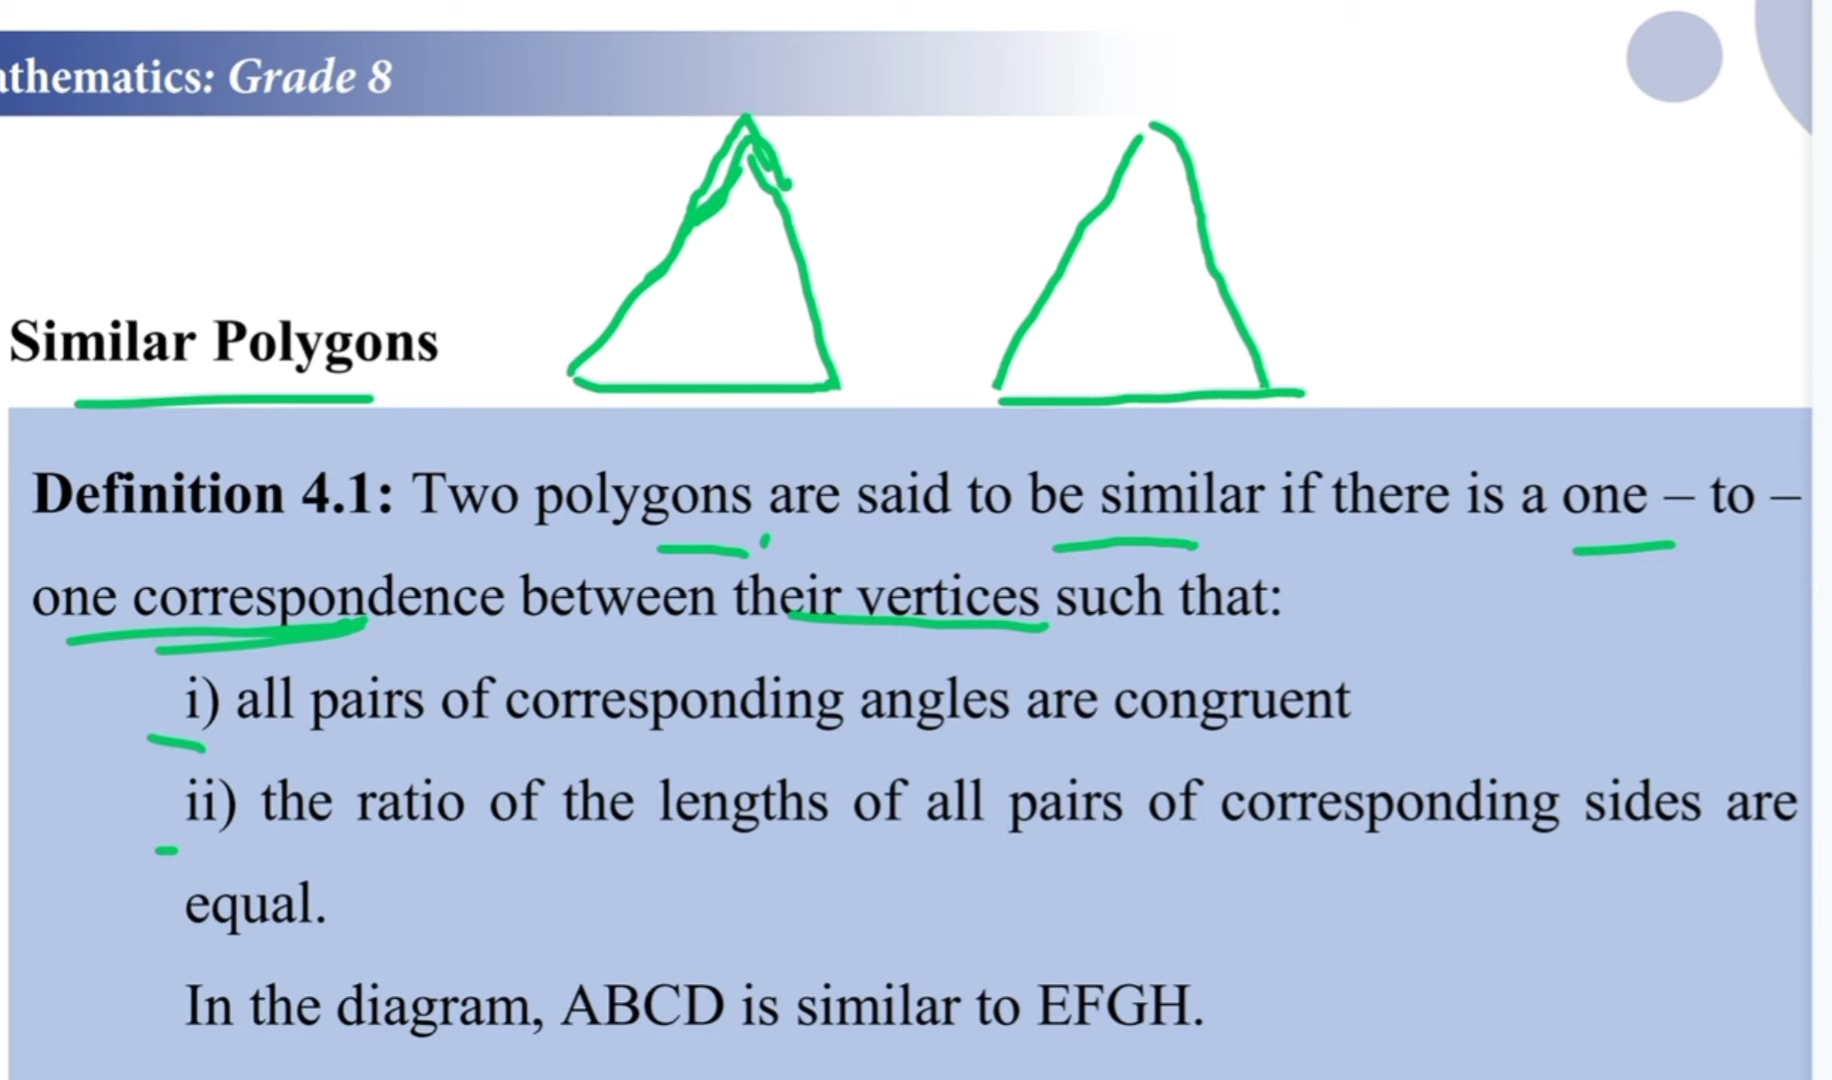 athematics: Grade 8
Similar Polygons
Definition 4.1: Two polygons are said to be similar if there is a one – to –
one correspondence between their vertices such that:
i) all pairs of corresponding angles are congruent
ii) the ratio of the lengths of all pairs of corresponding sides are
equal.
In the diagram, ABCD is similar to EFGH.